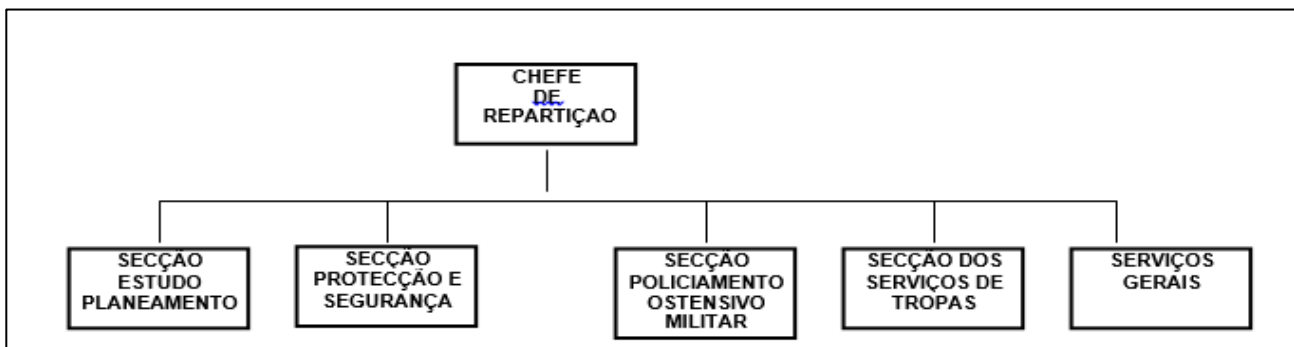 CHEFE
DE
REPARTIÇAO
SECÇÃO
ESTUDO
PLANEAMENTO
SECÇÃO
PROTECÇÃO E
SEGURANÇA
SECÇÃO
POLICIAMENTO
OSTENSIVO
MILITAR
SECÇÃO DOS
SERVIÇOS DE
TROPAS
SERVIÇOS
GERAIS